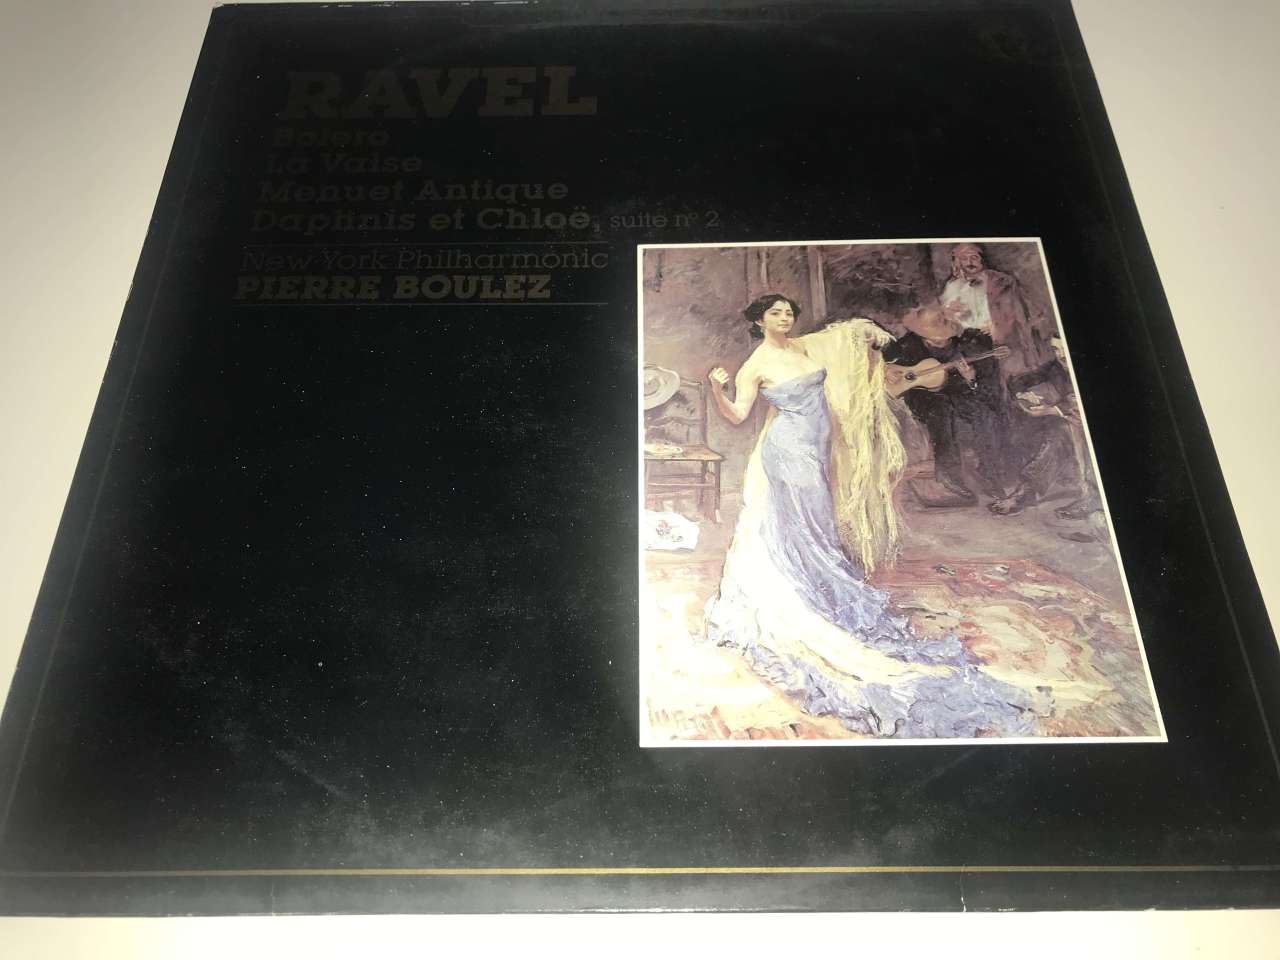 RAVEL
Bolero
La Valse
Menuet Antique
Daphnis et Chloë, suite nº 2
New York Philharmonic
PIERRE BOULEZ